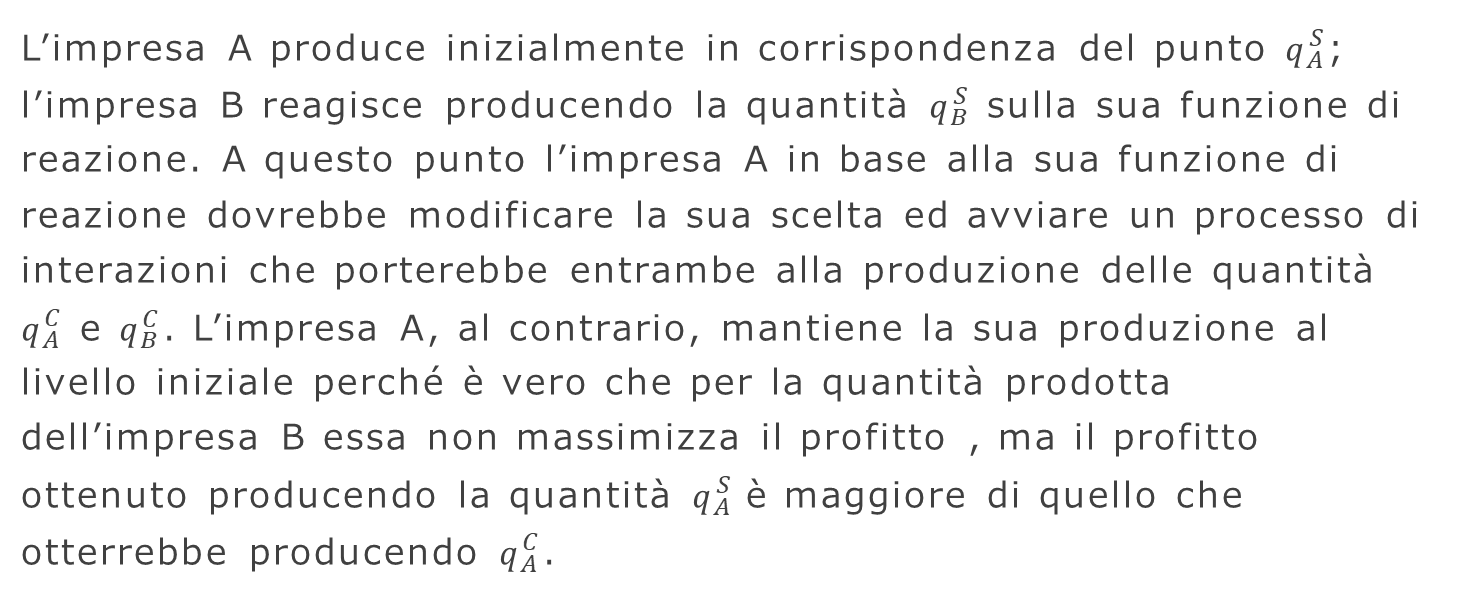 L’impresa A produce inizialmente in corrispondenza del punto $q_A^S$;
l’impresa B reagisce producendo la quantità $q_B^S$ sulla sua funzione di
reazione. A questo punto l’impresa A in base alla sua funzione di
reazione dovrebbe modificare la sua scelta ed avviare un processo di
interazioni che porterebbe entrambe alla produzione delle quantità
$q_A^C$ e $q_B^C$. L’impresa A, al contrario, mantiene la sua produzione al
livello iniziale perché è vero che per la quantità prodotta
dell’impresa B essa non massimizza il profitto , ma il profitto
ottenuto producendo la quantità $q_A^S$ è maggiore di quello che
otterrebbe producendo $q_A^C$.